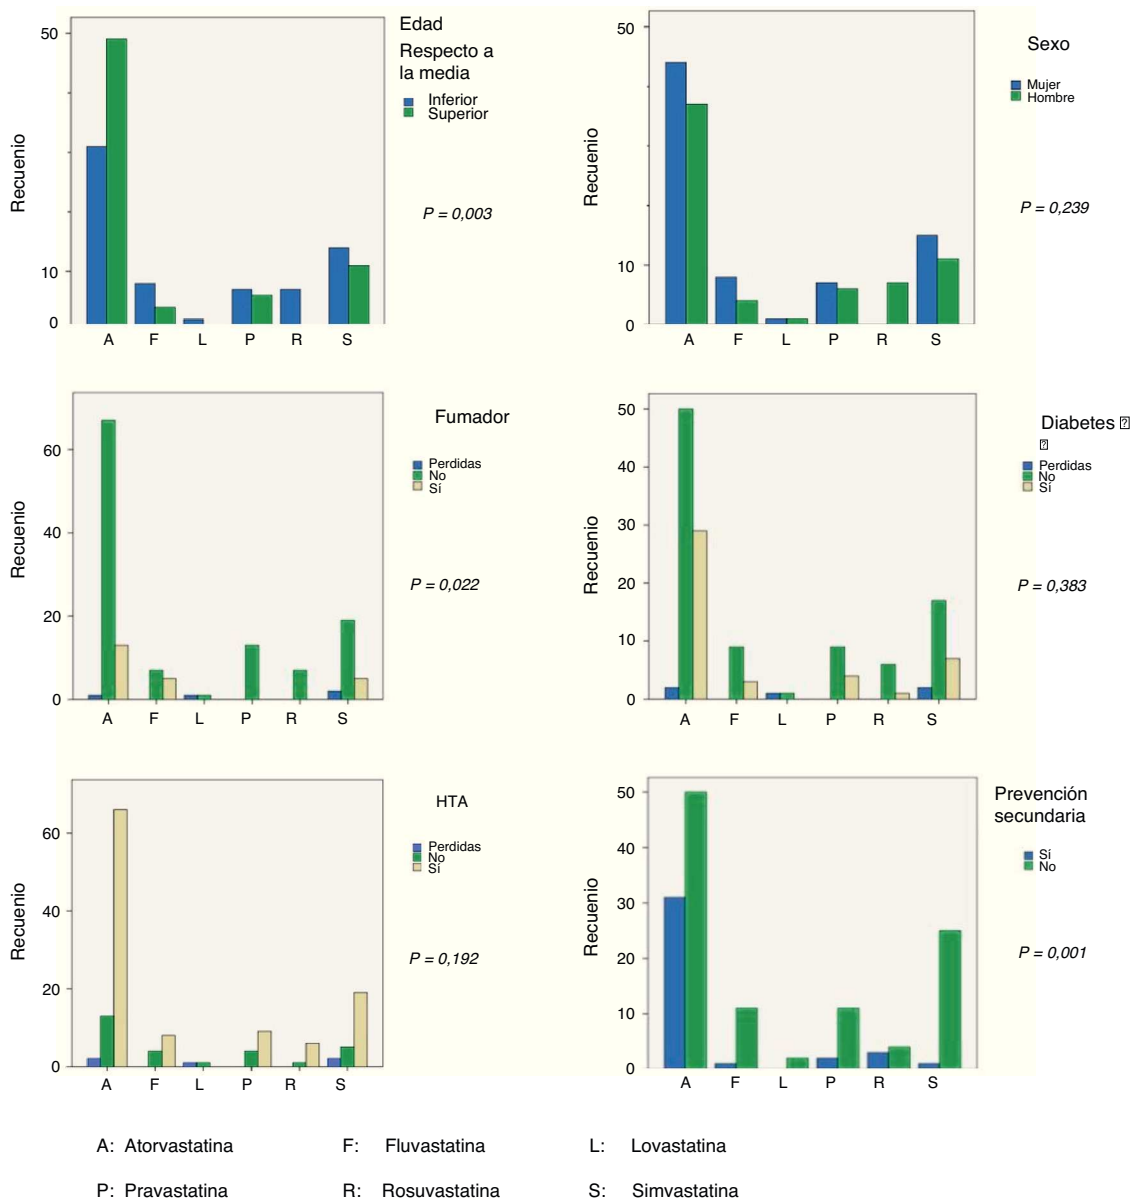 Edad
Respecto a
la media
Inferior
Superior
P = 0,003
Recuenio
50
10
0
A F L P R S
Sexo
Mujer
Hombre
P = 0,239
Recuenio
50
10
0
A F L P R S
Fumador
Perdidas
No
Sí
P = 0,022
Recuenio
60
40
20
0
A F L P R S
Diabetes
Perdidas
No
Sí
P = 0,383
Recuenio
50
40
30
20
10
0
A F L P R S
HTA
Perdidas
No
Sí
P = 0,192
Recuenio
60
40
20
0
A F L P R S
Prevención
secundaria
Sí
No
P = 0,001
Recuenio
50
40
30
20
10
0
A F L P R S
A: Atorvastatina F: Fluvastatina L: Lovastatina
P: Pravastatina R: Rosuvastatina S: Simvastatina